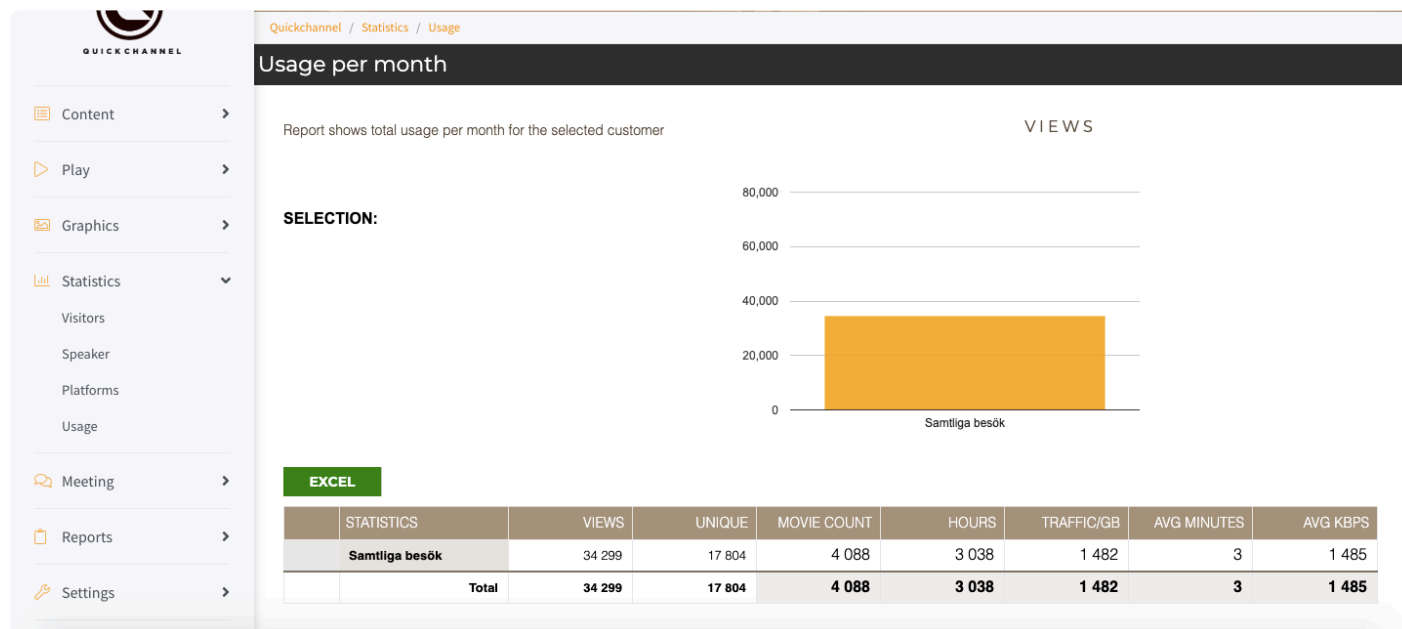 QUICKCHANNEL
Content
Play
Graphics
Statistics
Visitors
Speaker
Platforms
Usage
Meeting
Reports
Settings
Quickchannel / Statistics / Usage
Usage per month
Report shows total usage per month for the selected customer
SELECTION:
VIEWS
80,000
60,000
40,000
20,000
0
Samtliga besök
EXCEL
STATISTICS VIEWS UNIQUE MOVIE COUNT HOURS TRAFFIC/GB AVG MINUTES AVG KBPS
Samtliga besök 34 299 17 804 4 088 3 038 1 482 3 1 485
Total 34 299 17 804 4 088 3 038 1 482 3 1 485